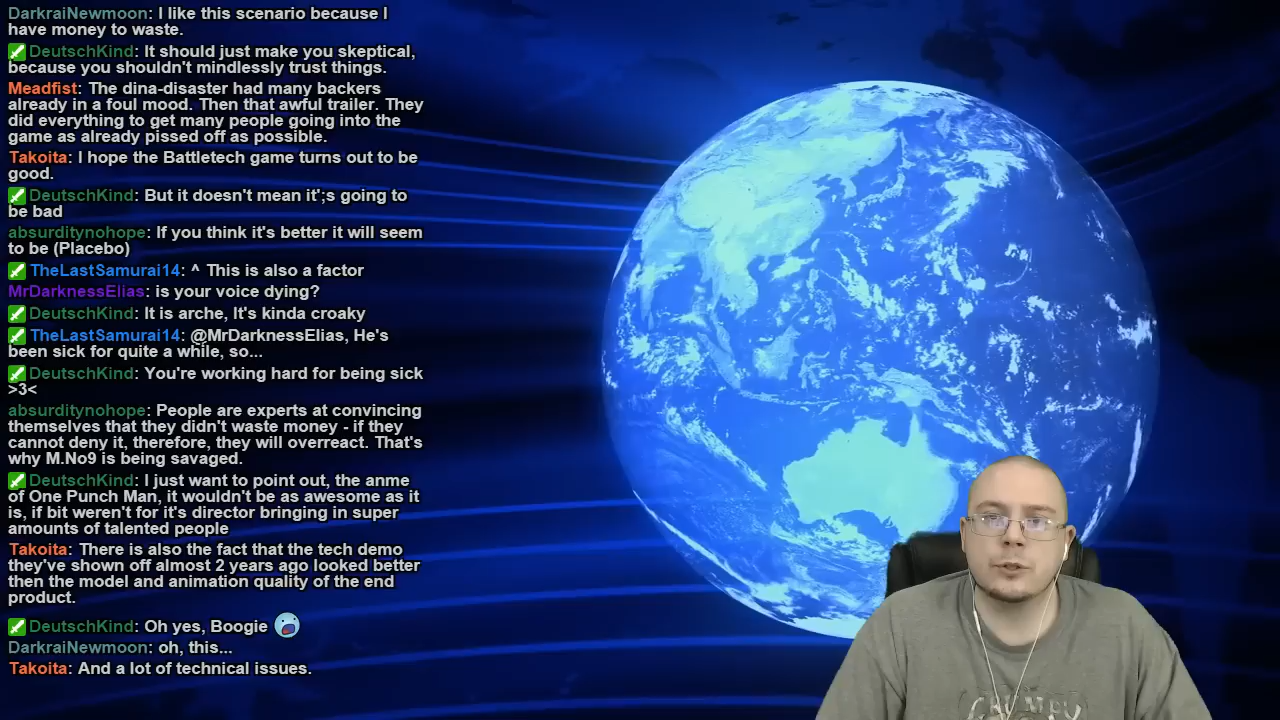 DarkraiNewmoon: I like this scenario because I
have money to waste.
DeutschKind: It should just make you skeptical,
because you shouldn't mindlessly trust things.
Meadfist: The dina-disaster had many backers
already in a foul mood. Then that awful trailer. They
did everything to get many people going into the
game as already pissed off as possible.
Takoita: I hope the Battletech game turns out to be
good.
DeutschKind: But it doesn't mean it';s going to
be bad
absurditynohope: If you think it's better it will seem
to be (Placebo)
TheLastSamurai14: ^ This is also a factor
MrDarknessElias: is your voice dying?
DeutschKind: It is arche, It's kinda croaky
TheLastSamurai14: @MrDarknessElias, He's
been sick for quite a while, so...
DeutschKind: You're working hard for being sick
>3<
absurditynohope: People are experts at convincing
themselves that they didn't waste money - if they
cannot deny it, therefore, they will overreact. That's
why M.No9 is being savaged.
DeutschKind: I just want to point out, the anme
of One Punch Man, it wouldn't be as awesome as it
is, if bit weren't for it's director bringing in super
amounts of talented people
Takoita: There is also the fact that the tech demo
they've shown off almost 2 years ago looked better
then the model and animation quality of the end
product.
DeutschKind: Oh yes, Boogie
DarkraiNewmoon: oh, this...
Takoita: And a lot of technical issues.